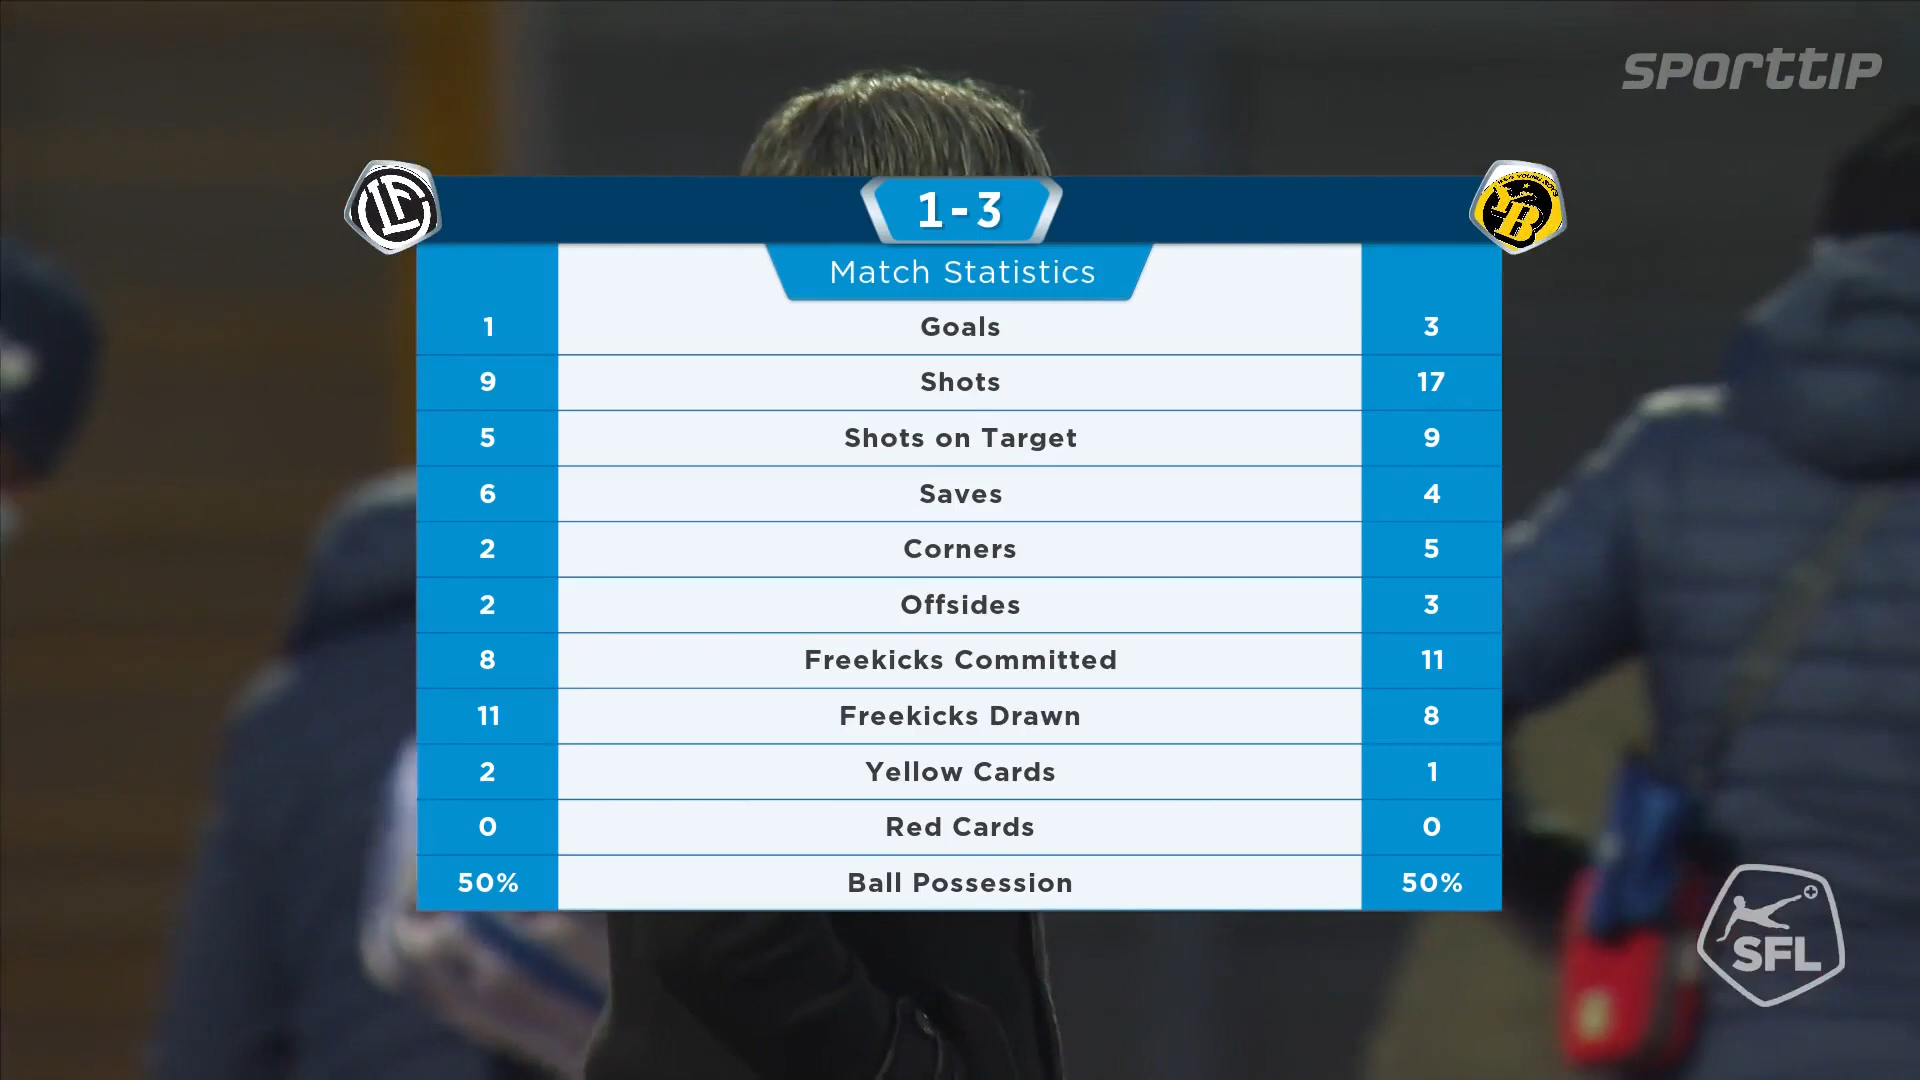 sporttip
1-3
Match Statistics
1 Goals 3
9 Shots 17
5 Shots on Target 9
6 Saves 4
2 Corners 5
2 Offsides 3
8 Freekicks Committed 11
11 Freekicks Drawn 8
2 Yellow Cards 1
0 Red Cards 0
50% Ball Possession 50%
YB
SFL